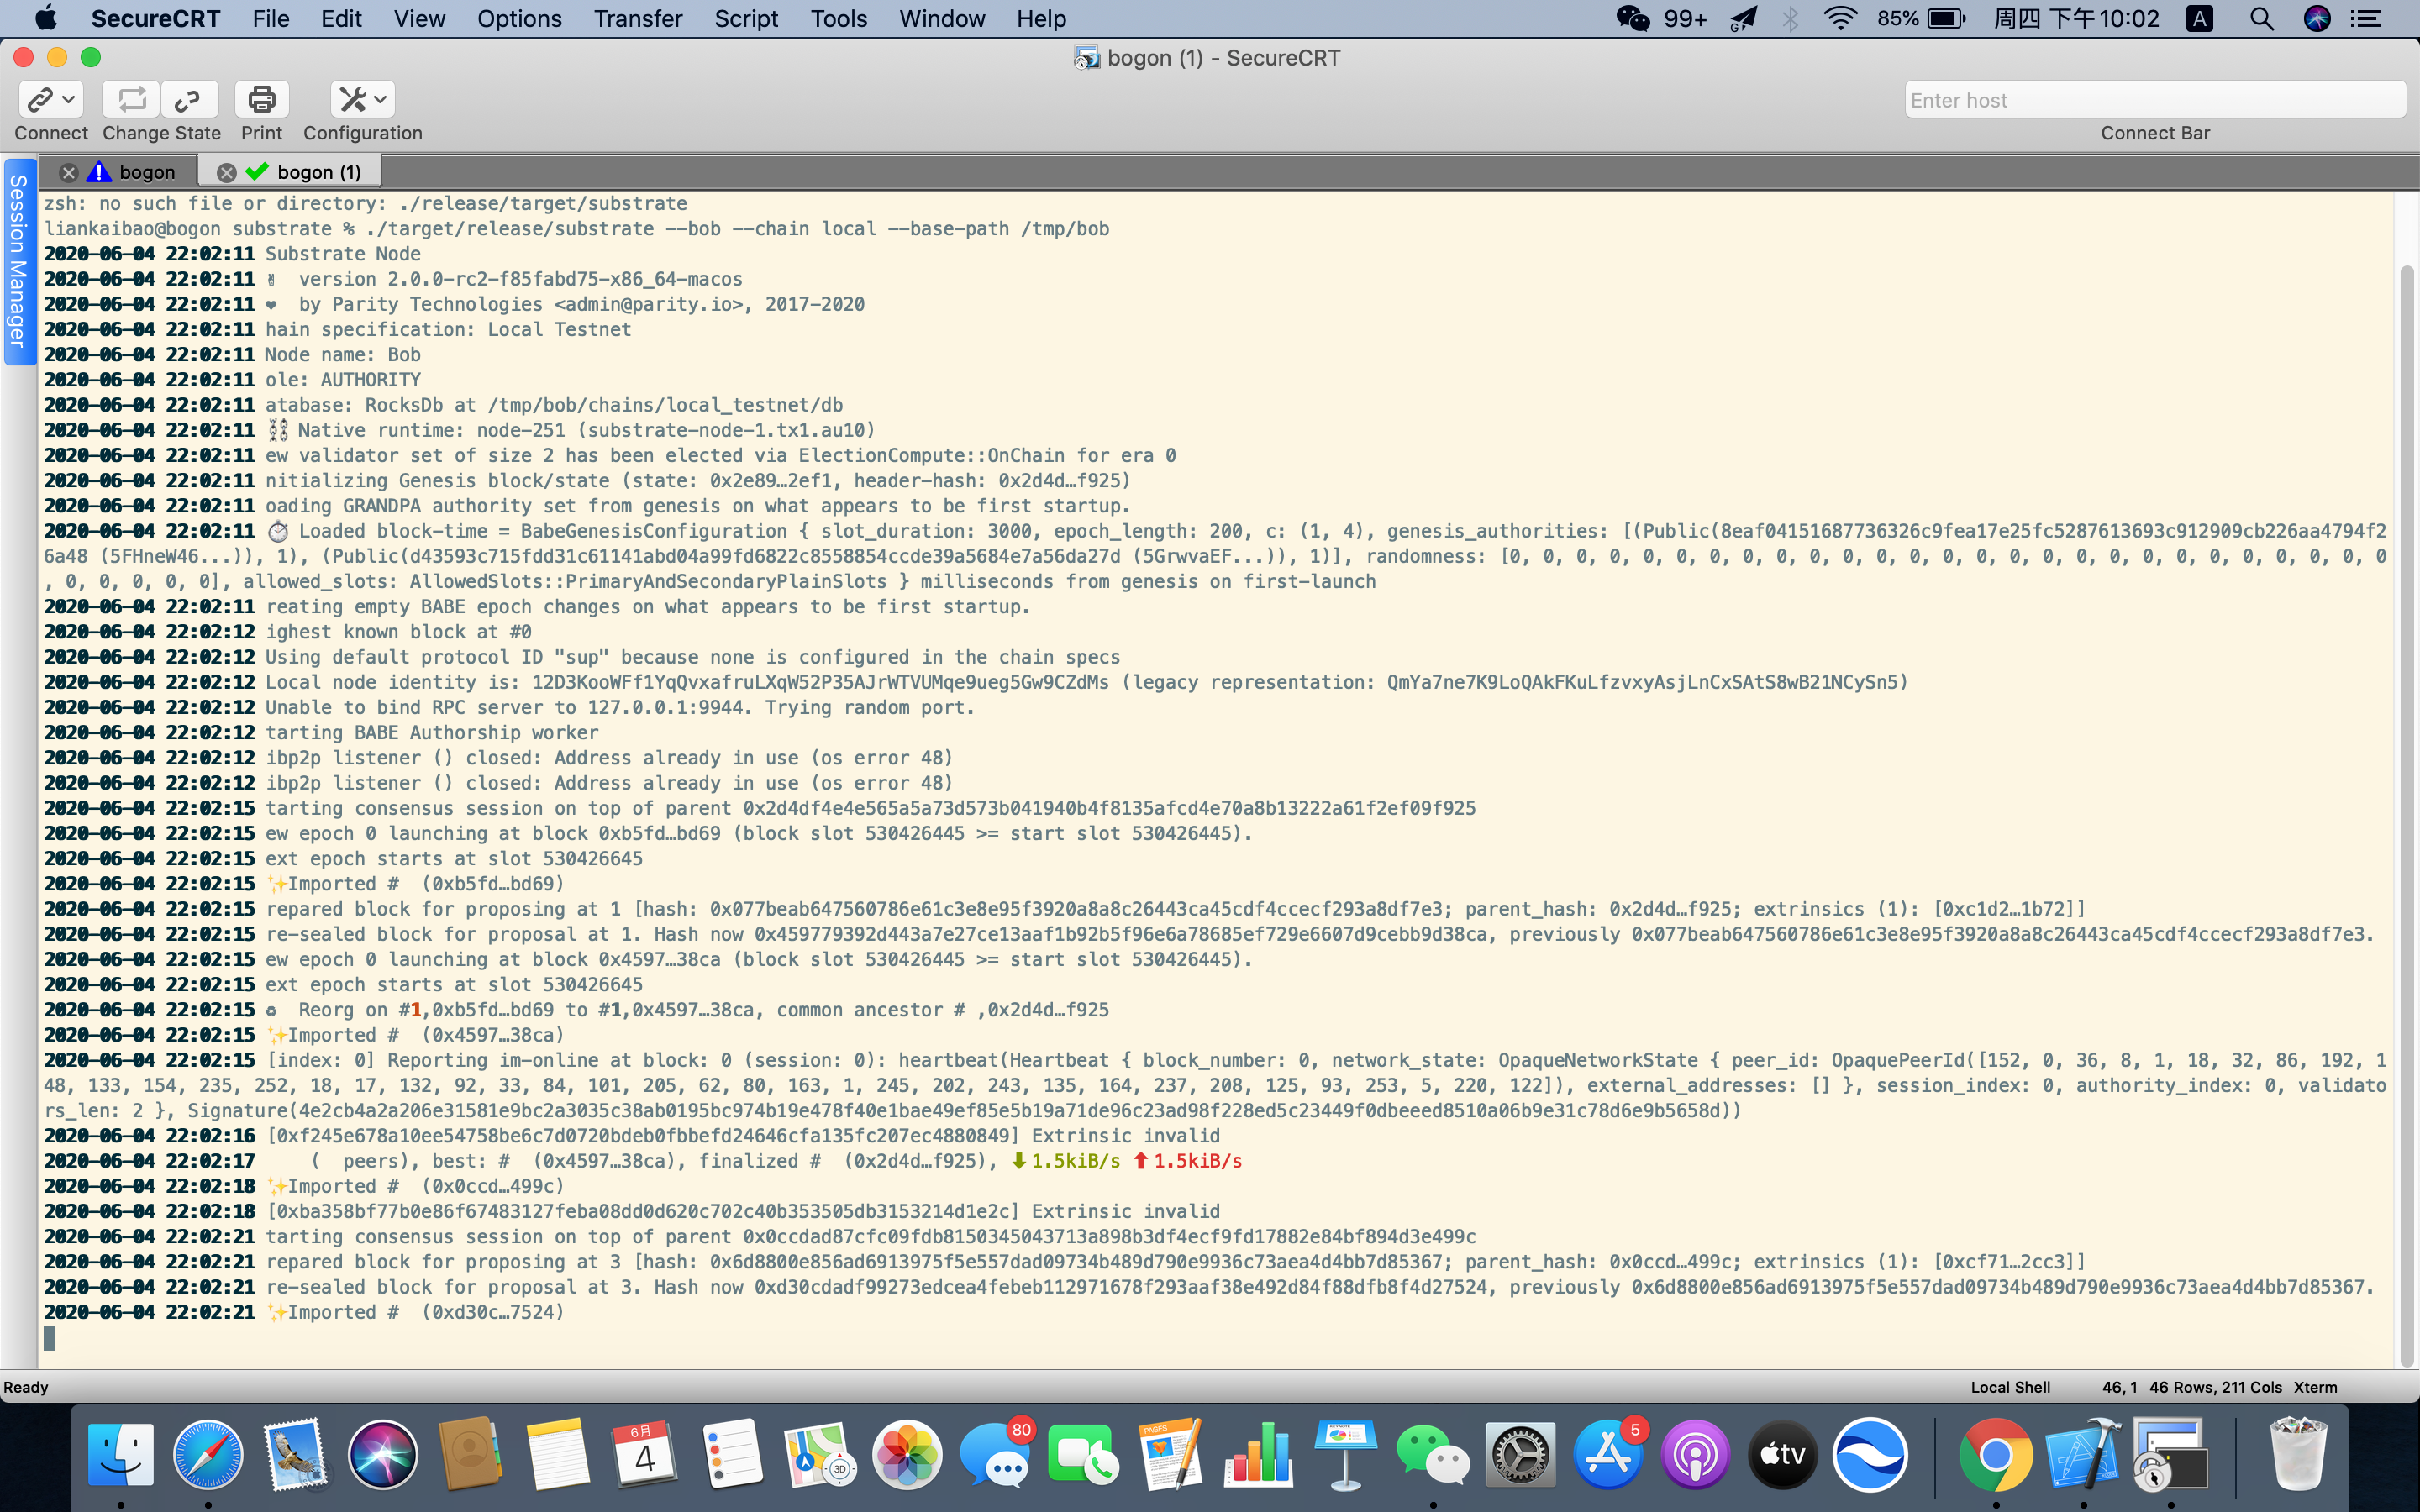 SecureCRT File Edit View Options Transfer Script Tools Window Help 99+ 85% 周四 下午10:02 A
bogon (1) - SecureCRT
Enter host
Connect Change State Print Configuration Connect Bar
Session Manager
bogon bogon (1)
zsh: no such file or directory: ./release/target/substrate
liankaibao@bogon substrate % ./target/release/substrate --bob --chain local --base-path /tmp/bob
2020-06-04 22:02:11 Substrate Node
2020-06-04 22:02:11 ✌ version 2.0.0-rc2-f85fabd75-x86_64-macos
2020-06-04 22:02:11 ❤ by Parity Technologies <admin@parity.io>, 2017-2020
2020-06-04 22:02:11 hain specification: Local Testnet
2020-06-04 22:02:11 Node name: Bob
2020-06-04 22:02:11 ole: AUTHORITY
2020-06-04 22:02:11 atabase: RocksDb at /tmp/bob/chains/local_testnet/db
2020-06-04 22:02:11 ⛓ Native runtime: node-251 (substrate-node-1.tx1.au10)
2020-06-04 22:02:11 ew validator set of size 2 has been elected via ElectionCompute::OnChain for era 0
2020-06-04 22:02:11 nitializing Genesis block/state (state: 0x2e89…2ef1, header-hash: 0x2d4d…f925)
2020-06-04 22:02:11 oading GRANDPA authority set from genesis on what appears to be first startup.
2020-06-04 22:02:11 ⏱ Loaded block-time = BabeGenesisConfiguration { slot_duration: 3000, epoch_length: 200, c: (1, 4), genesis_authorities: [(Public(8eaf04151687736326c9fea17e25fc5287613693c912909cb226aa4794f2
6a48 (5FHneW46...)), 1), (Public(d43593c715fdd31c61141abd04a99fd6822c8558854ccde39a5684e7a56da27d (5GrwvaEF...)), 1)], randomness: [0, 0, 0, 0, 0, 0, 0, 0, 0, 0, 0, 0, 0, 0, 0, 0, 0, 0, 0, 0, 0, 0, 0, 0, 0, 0, 0
, 0, 0, 0, 0, 0], allowed_slots: AllowedSlots::PrimaryAndSecondaryPlainSlots } milliseconds from genesis on first-launch
2020-06-04 22:02:11 reating empty BABE epoch changes on what appears to be first startup.
2020-06-04 22:02:12 ighest known block at #0
2020-06-04 22:02:12 Using default protocol ID "sup" because none is configured in the chain specs
2020-06-04 22:02:12 Local node identity is: 12D3KooWFf1YqQvxafruLXqW52P35AJrWTVUMqe9ueg5Gw9CZdMs (legacy representation: QmYa7ne7K9LoQAkFKuLfzvxyAsjLnCxSAtS8wB21NCySn5)
2020-06-04 22:02:12 Unable to bind RPC server to 127.0.0.1:9944. Trying random port.
2020-06-04 22:02:12 tarting BABE Authorship worker
2020-06-04 22:02:12 ibp2p listener () closed: Address already in use (os error 48)
2020-06-04 22:02:12 ibp2p listener () closed: Address already in use (os error 48)
2020-06-04 22:02:15 tarting consensus session on top of parent 0x2d4df4e4e565a5a73d573b041940b4f8135afcd4e70a8b13222a61f2ef09f925
2020-06-04 22:02:15 ew epoch 0 launching at block 0xb5fd…bd69 (block slot 530426445 >= start slot 530426445).
2020-06-04 22:02:15 ext epoch starts at slot 530426645
2020-06-04 22:02:15 ✨Imported # (0xb5fd…bd69)
2020-06-04 22:02:15 repared block for proposing at 1 [hash: 0x077beab647560786e61c3e8e95f3920a8a8c26443ca45cdf4ccecf293a8df7e3; parent_hash: 0x2d4d…f925; extrinsics (1): [0xc1d2…1b72]]
2020-06-04 22:02:15 re-sealed block for proposal at 1. Hash now 0x459779392d443a7e27ce13aaf1b92b5f96e6a78685ef729e6607d9cebb9d38ca, previously 0x077beab647560786e61c3e8e95f3920a8a8c26443ca45cdf4ccecf293a8df7e3.
2020-06-04 22:02:15 ew epoch 0 launching at block 0x4597…38ca (block slot 530426445 >= start slot 530426445).
2020-06-04 22:02:15 ext epoch starts at slot 530426645
2020-06-04 22:02:15 ♻ Reorg on #1,0xb5fd…bd69 to #1,0x4597…38ca, common ancestor # ,0x2d4d…f925
2020-06-04 22:02:15 ✨Imported # (0x4597…38ca)
2020-06-04 22:02:15 [index: 0] Reporting im-online at block: 0 (session: 0): heartbeat(Heartbeat { block_number: 0, network_state: OpaqueNetworkState { peer_id: OpaquePeerId([152, 0, 36, 8, 1, 18, 32, 86, 192, 1
48, 133, 154, 235, 252, 18, 17, 132, 92, 33, 84, 101, 205, 62, 80, 163, 1, 245, 202, 243, 135, 164, 237, 208, 125, 93, 253, 5, 220, 122]), external_addresses: [] }, session_index: 0, authority_index: 0, validato
rs_len: 2 }, Signature(4e2cb4a2a206e31581e9bc2a3035c38ab0195bc974b19e478f40e1bae49ef85e5b19a71de96c23ad98f228ed5c23449f0dbeeed8510a06b9e31c78d6e9b5658d))
2020-06-04 22:02:16 [0xf245e678a10ee54758be6c7d0720bdeb0fbbefd24646cfa135fc207ec4880849] Extrinsic invalid
2020-06-04 22:02:17 ( peers), best: # (0x4597…38ca), finalized # (0x2d4d…f925), ⬇ 1.5kiB/s ⬆ 1.5kiB/s
2020-06-04 22:02:18 ✨Imported # (0x0ccd…499c)
2020-06-04 22:02:18 [0xba358bf77b0e86f67483127feba08dd0d620c702c40b353505db3153214d1e2c] Extrinsic invalid
2020-06-04 22:02:21 tarting consensus session on top of parent 0x0ccdad87cfc09fdb8150345043713a898b3df4ecf9fd17882e84bf894d3e499c
2020-06-04 22:02:21 repared block for proposing at 3 [hash: 0x6d8800e856ad6913975f5e557dad09734b489d790e9936c73aea4d4bb7d85367; parent_hash: 0x0ccd…499c; extrinsics (1): [0xcf71…2cc3]]
2020-06-04 22:02:21 re-sealed block for proposal at 3. Hash now 0xd30cdadf99273edcea4febeb112971678f293aaf38e492d84f88dfb8f4d27524, previously 0x6d8800e856ad6913975f5e557dad09734b489d790e9936c73aea4d4bb7d85367.
2020-06-04 22:02:21 ✨Imported # (0xd30c…7524)
Ready Local Shell 46, 1 46 Rows, 211 Cols Xterm
6月
4
3D
80
PAGES
5
tv